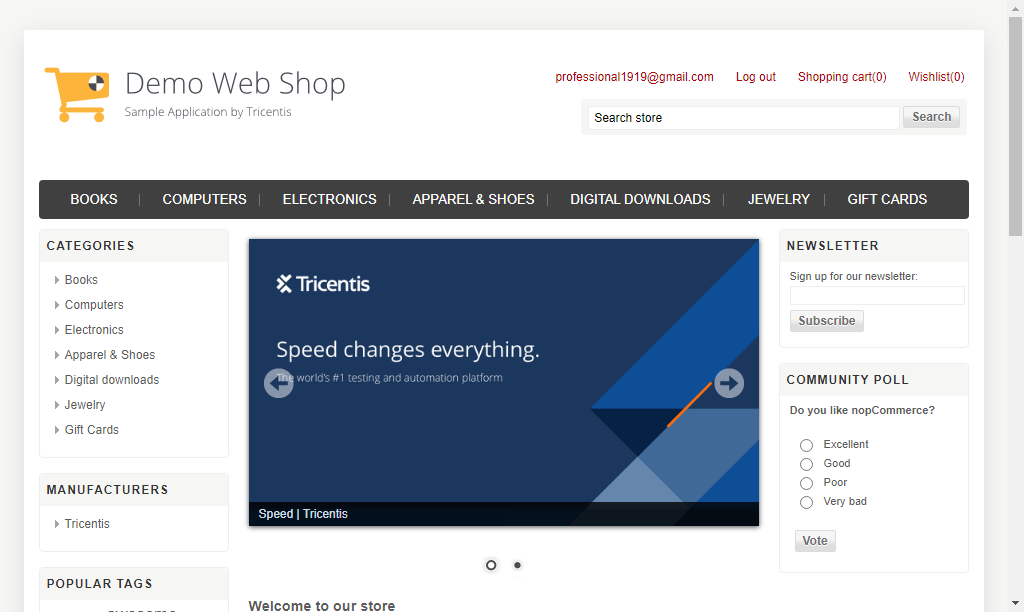 Demo Web Shop
Sample Application by Tricentis
professional1919@gmail.com Log out Shopping cart(0) Wishlist(0)
Search store Search
BOOKS COMPUTERS ELECTRONICS APPAREL & SHOES DIGITAL DOWNLOADS JEWELRY GIFT CARDS
CATEGORIES
Books
Computers
Electronics
Apparel & Shoes
Digital downloads
Jewelry
Gift Cards
MANUFACTURERS
Tricentis
POPULAR TAGS
Tricentis
Speed changes everything.
The world's #1 testing and automation platform
Speed | Tricentis
Welcome to our store
NEWSLETTER
Sign up for our newsletter:
Subscribe
COMMUNITY POLL
Do you like nopCommerce?
Excellent
Good
Poor
Very bad
Vote